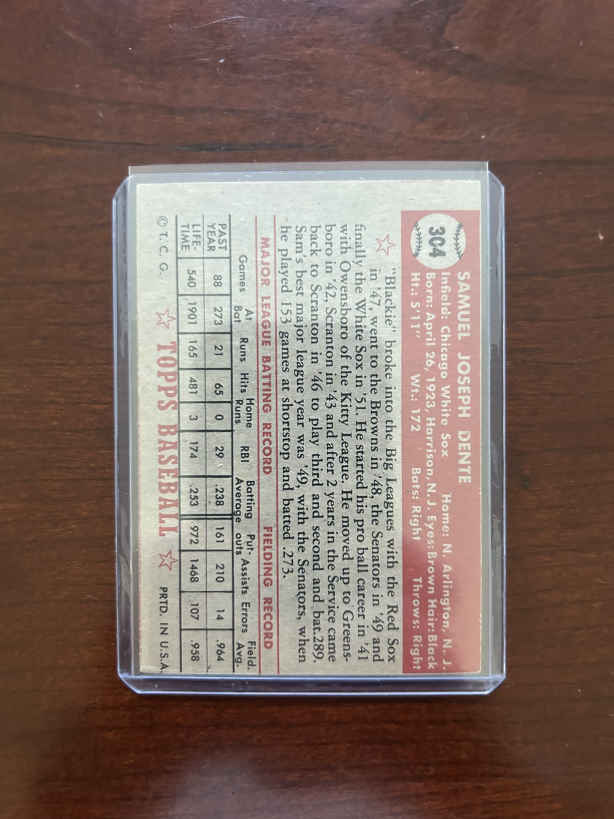 304
SAMUEL JOSEPH DENTE
Infield: Chicago White Sox Home: N. Arlington, N. J.
Born: April 26, 1923, Harrison, N. J. Eyes: Brown Hair: Black
Ht.: 5'11" Wt.: 172 Bats: Right Throws: Right
"Blackie" broke into the Big Leagues with the Red Sox
in '47, went to the Browns in '48, the Senators in '49 and
finally the White Sox in '51. He started his pro ball career in '41
with Owensboro of the Kitty League. He moved up to Greens-
boro in '42, Scranton in '43 and after 2 years in the Service came
back to Scranton in '46 to play third and second and bat .289.
Sam's best major league year was '49, with the Senators, when
he played 153 games at shortstop and batted .273.
MAJOR LEAGUE BATTING RECORD FIELDING RECORD
Games At Bat Runs Hits Home Runs RBI Batting Average Put-outs Assists Errors Field. Avg.
PAST YEAR 88 273 21 65 0 29 .238 161 210 14 .964
LIFE-TIME 540 1901 165 481 3 174 .253 972 1468 107 .958
© T. C. G. TOPPS BASEBALL PRTD. IN U.S.A.